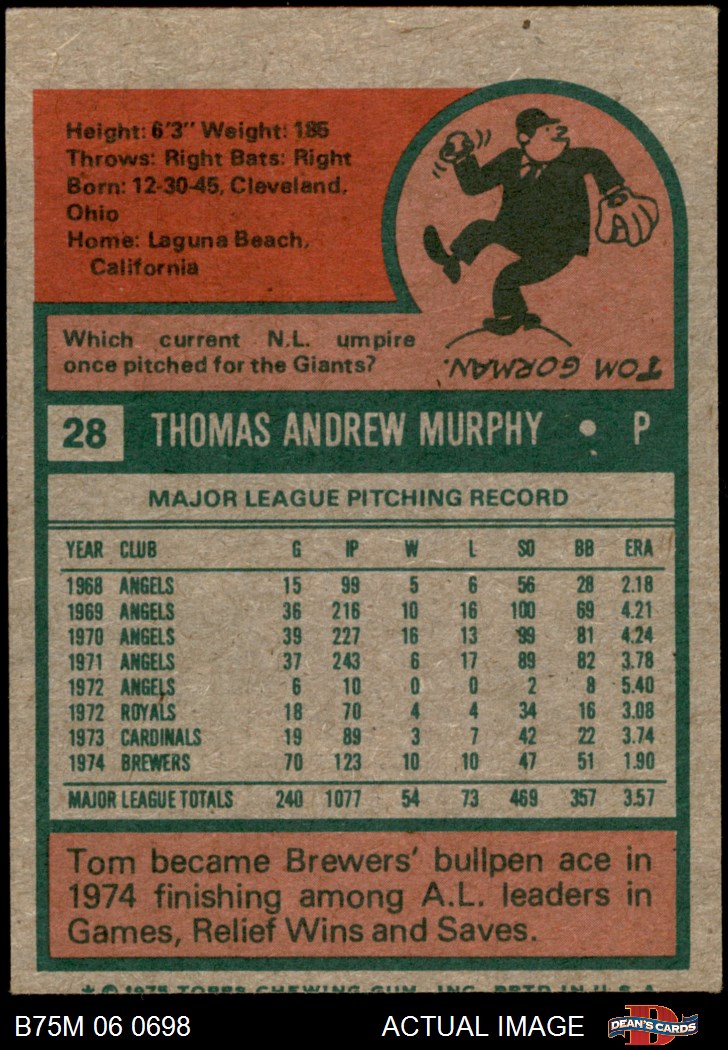 Height: 6'3" Weight: 185
Throws: Right Bats: Right
Born: 12-30-45, Cleveland,
Ohio
Home: Laguna Beach,
California
Which current N.L. umpire
once pitched for the Giants?
TOM GORMAN.
28 THOMAS ANDREW MURPHY • P
MAJOR LEAGUE PITCHING RECORD
YEAR CLUB G IP W L SO BB ERA
1968 ANGELS 15 99 5 6 56 28 2.18
1969 ANGELS 36 216 10 16 100 69 4.21
1970 ANGELS 39 227 16 13 99 81 4.24
1971 ANGELS 37 243 6 17 89 82 3.78
1972 ANGELS 6 10 0 0 2 8 5.40
1972 ROYALS 18 70 4 4 34 16 3.08
1973 CARDINALS 19 89 3 7 42 22 3.74
1974 BREWERS 70 123 10 10 47 51 1.90
MAJOR LEAGUE TOTALS 240 1077 54 73 469 357 3.57
Tom became Brewers' bullpen ace in
1974 finishing among A.L. leaders in
Games, Relief Wins and Saves.
* © 1975 TOPPS CHEWING GUM, INC. PRTD IN U.S.A.
B75M 06 0698 ACTUAL IMAGE D DEAN'S CARDS